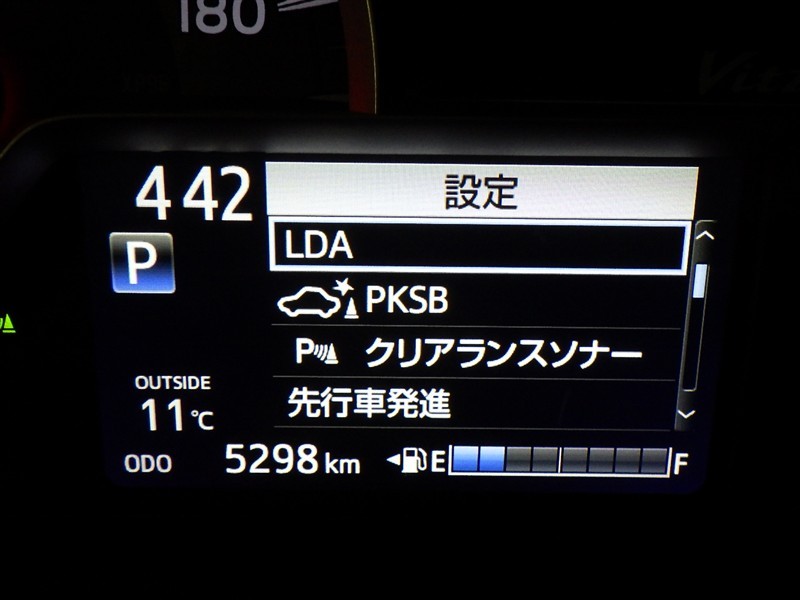 180
442
設定
P
LDA
PKSB
P クリアランスソナー
先行車発進
OUTSIDE
11℃
ODO 5298 km E F